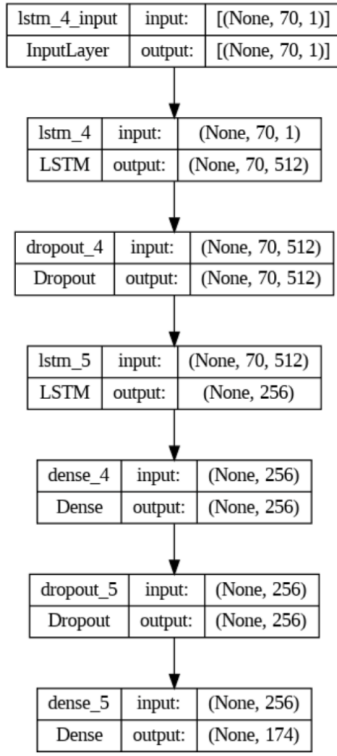 lstm_4_input input: [(None, 70, 1)]
InputLayer output: [(None, 70, 1)]
lstm_4 input: (None, 70, 1)
LSTM output: (None, 70, 512)
dropout_4 input: (None, 70, 512)
Dropout output: (None, 70, 512)
lstm_5 input: (None, 70, 512)
LSTM output: (None, 256)
dense_4 input: (None, 256)
Dense output: (None, 256)
dropout_5 input: (None, 256)
Dropout output: (None, 256)
dense_5 input: (None, 256)
Dense output: (None, 174)